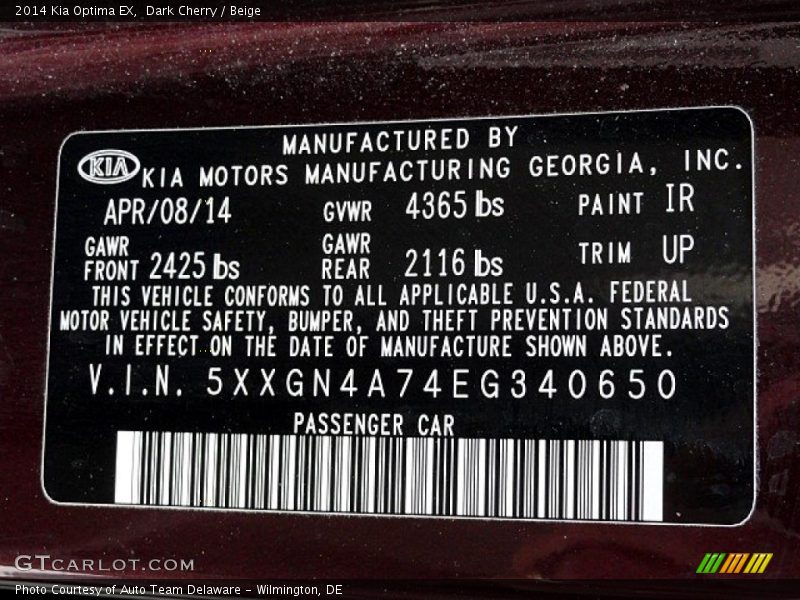 2014 Kia Optima EX, Dark Cherry / Beige
MANUFACTURED BY
KIA KIA MOTORS MANUFACTURING GEORGIA, INC.
APR/08/14 GVWR 4365 lbs PAINT IR
GAWR FRONT 2425 lbs GAWR REAR 2116 lbs TRIM UP
THIS VEHICLE CONFORMS TO ALL APPLICABLE U.S.A. FEDERAL
MOTOR VEHICLE SAFETY, BUMPER, AND THEFT PREVENTION STANDARDS
IN EFFECT ON THE DATE OF MANUFACTURE SHOWN ABOVE.
V.I.N. 5XXGN4A74EG340650
PASSENGER CAR
GTCARLOT.COM
Photo Courtesy of Auto Team Delaware - Wilmington, DE